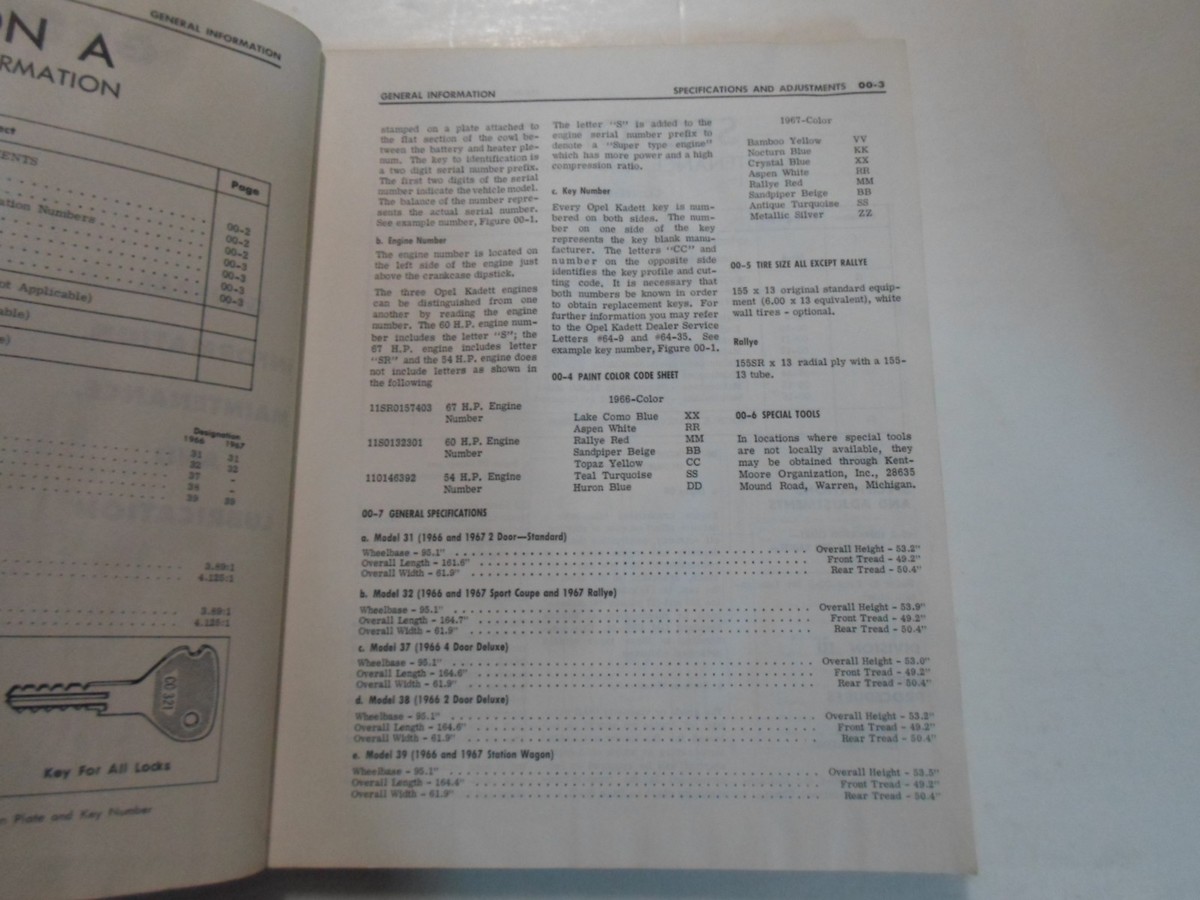 GENERAL INFORMATION
ON A
RMATION
ect
ENTS
Page
ation Numbers
00-2
00-2
00-2
00-3
00-3
00-3
ot Applicable)
able)
e)
Designation
1966 1967
31 31
32 32
37 -
38 -
39 39
3.89:1
4.125:1
3.89:1
4.125:1
Key For All Locks
n Plate and Key Number
GENERAL INFORMATION
SPECIFICATIONS AND ADJUSTMENTS 00-3
stamped on a plate attached to
the flat section of the cowl be-
tween the battery and heater ple-
num. The key to identification is
a two digit serial number prefix.
The first two digits of the serial
number indicate the vehicle model.
The balance of the number repre-
sents the actual serial number.
See example number, Figure 00-1.
b. Engine Number
The engine number is located on
the left side of the engine just
above the crankcase dipstick.
The three Opel Kadett engines
can be distinguished from one
another by reading the engine
number. The 60 H.P. engine num-
ber includes the letter "S"; the
67 H.P. engine includes letter
"SR" and the 54 H.P. engine does
not include letters as shown in
the following
11SR0157403 67 H.P. Engine
Number
11S0132301 60 H.P. Engine
Number
110146392 54 H.P. Engine
Number
The letter "S" is added to the
engine serial number prefix to
denote a "Super type engine"
which has more power and a high
compression ratio.
c. Key Number
Every Opel Kadett key is num-
bered on both sides. The num-
ber on one side of the key
represents the key blank manu-
facturer. The letters "CC" and
number on the opposite side
identifies the key profile and cut-
ting code. It is necessary that
both numbers be known in order
to obtain replacement keys. For
further information you may refer
to the Opel Kadett Dealer Service
Letters #64-9 and #64-35. See
example key number, Figure 00-1.
00-4 PAINT COLOR CODE SHEET
1966-Color
Lake Como Blue XX
Aspen White RR
Rallye Red MM
Sandpiper Beige BB
Topaz Yellow CC
Teal Turquoise SS
Huron Blue DD
1967-Color
Bamboo Yellow VV
Nocturn Blue KK
Crystal Blue XX
Aspen White RR
Rallye Red MM
Sandpiper Beige BB
Antique Turquoise SS
Metallic Silver ZZ
00-5 TIRE SIZE ALL EXCEPT RALLYE
155 x 13 original standard equip-
ment (6.00 x 13 equivalent), white
wall tires - optional.
Rallye
155SR x 13 radial ply with a 155-
13 tube.
00-6 SPECIAL TOOLS
In locations where special tools
are not locally available, they
may be obtained through Kent-
Moore Organization, Inc., 28635
Mound Road, Warren, Michigan.
00-7 GENERAL SPECIFICATIONS
a. Model 31 (1966 and 1967 2 Door—Standard)
Wheelbase - 95.1" Overall Height - 53.2"
Overall Length - 161.6" Front Tread - 49.2"
Overall Width - 61.9" Rear Tread - 50.4"
b. Model 32 (1966 and 1967 Sport Coupe and 1967 Rallye)
Wheelbase - 95.1" Overall Height - 53.9"
Overall Length - 164.7" Front Tread - 49.2"
Overall Width - 61.9" Rear Tread - 50.4"
c. Model 37 (1966 4 Door Deluxe)
Wheelbase - 95.1" Overall Height - 53.0"
Overall Length - 164.6" Front Tread - 49.2"
Overall Width - 61.9" Rear Tread - 50.4"
d. Model 38 (1966 2 Door Deluxe)
Wheelbase - 95.1" Overall Height - 53.2"
Overall Length - 164.6" Front Tread - 49.2"
Overall Width - 61.9" Rear Tread - 50.4"
e. Model 39 (1966 and 1967 Station Wagon)
Wheelbase - 95.1" Overall Height - 53.5"
Overall Length - 164.4" Front Tread - 49.2"
Overall Width - 61.9" Rear Tread - 50.4"